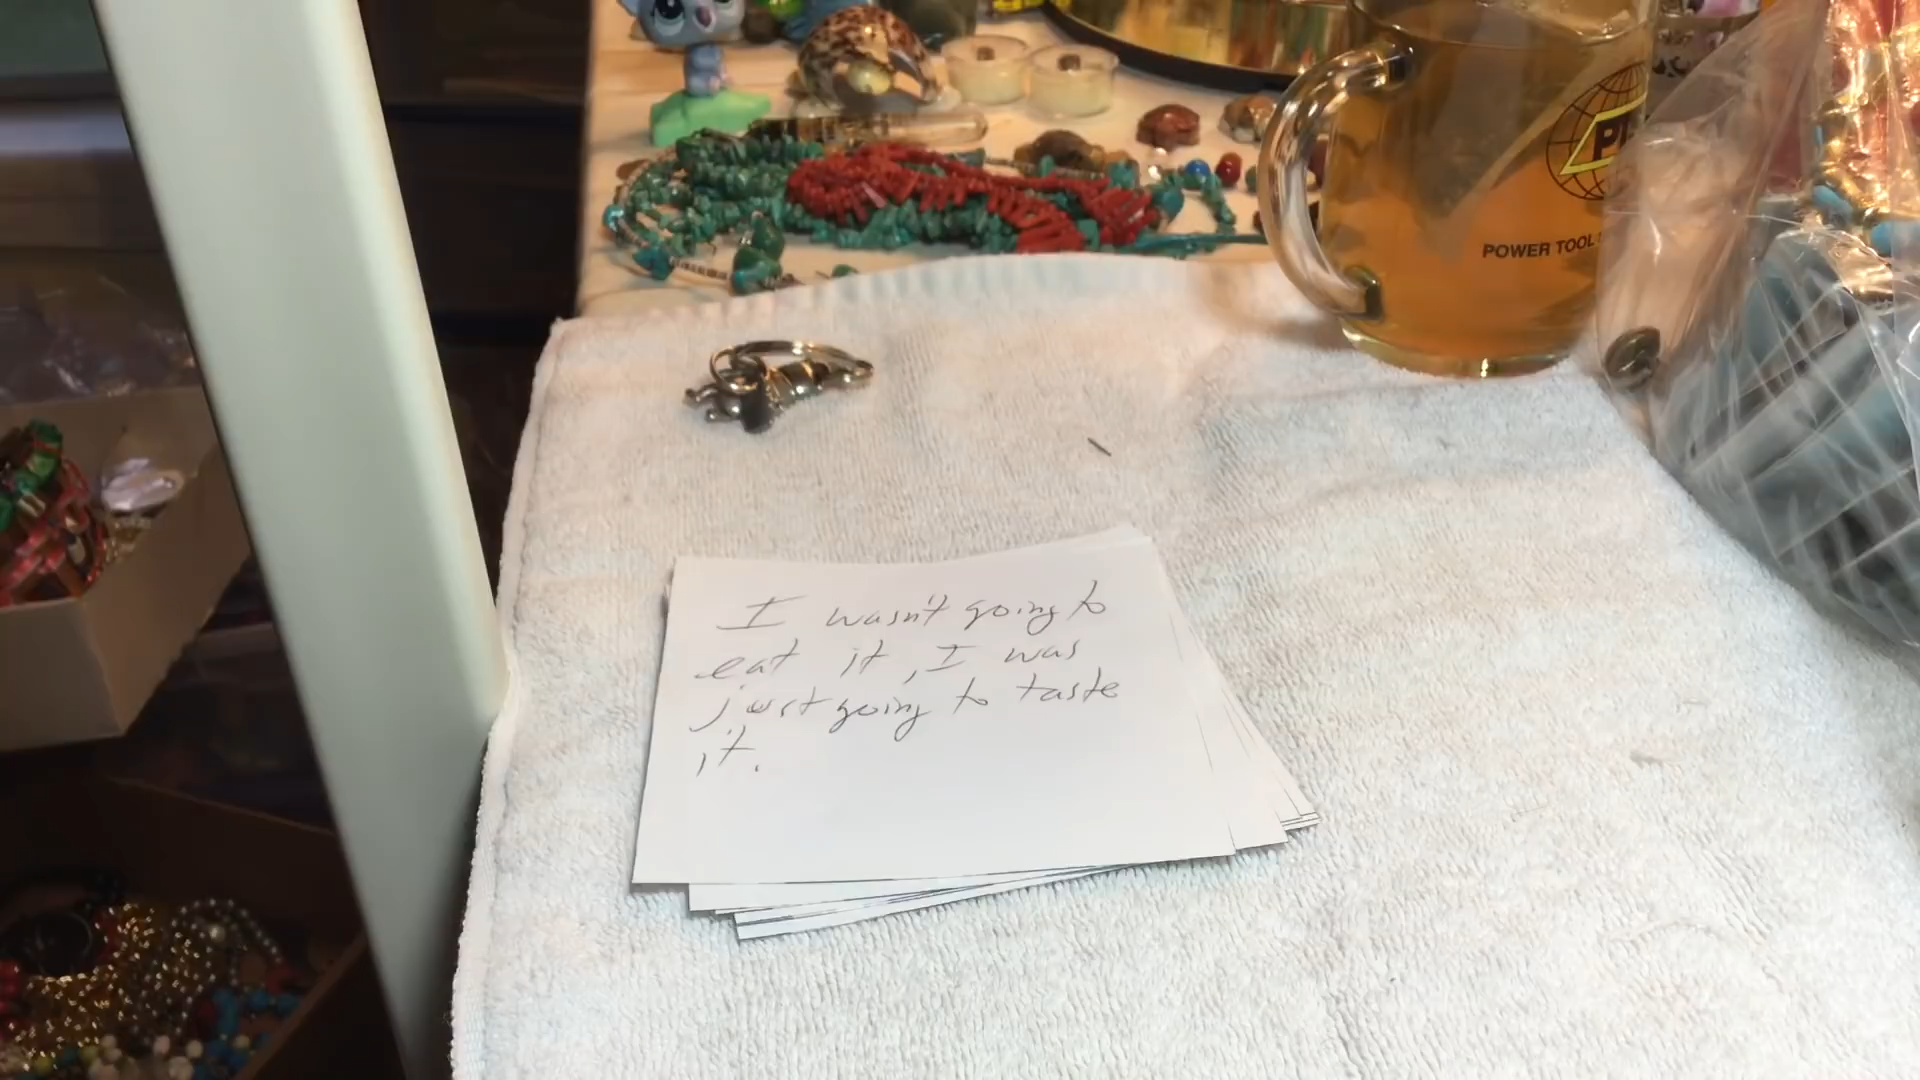 POWER TOOL
I wasn't going to
eat it, I was
just going to taste
it.